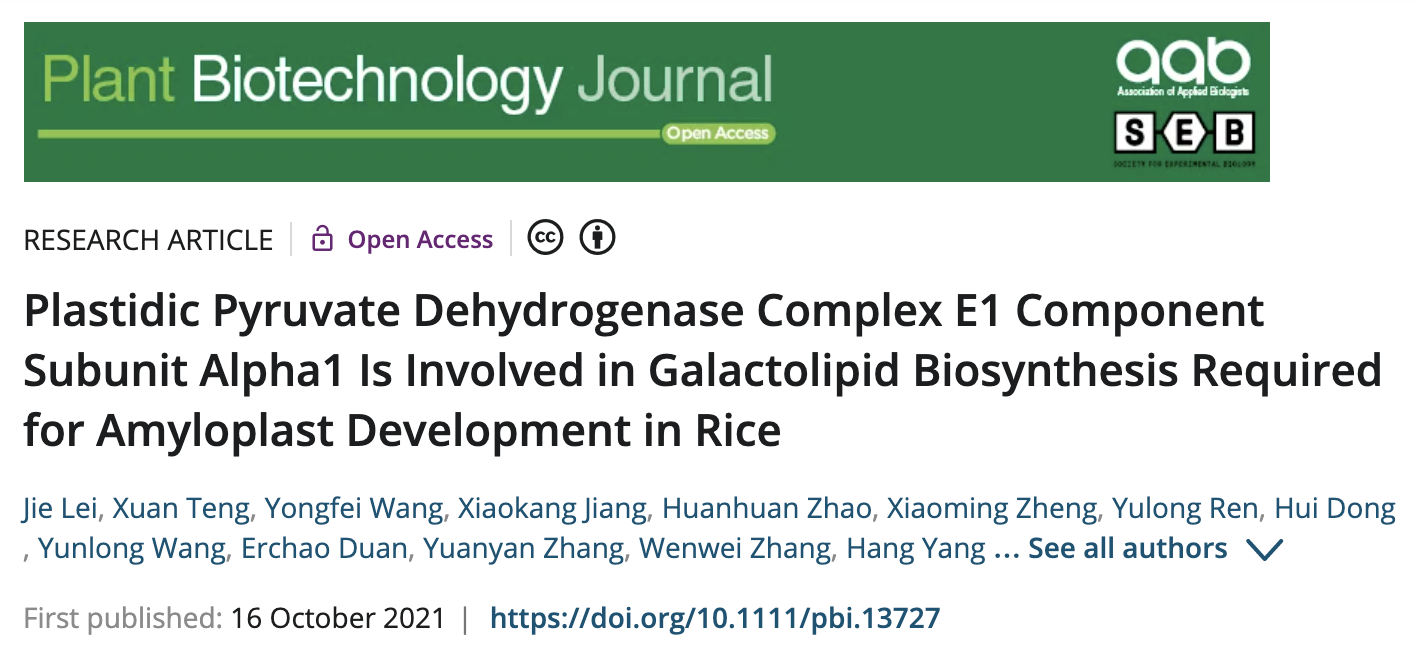 Plant Biotechnology Journal
Open Access
aab
Association of Applied Biologists
SEB
SOCIETY FOR EXPERIMENTAL BIOLOGY
RESEARCH ARTICLE
Open Access
cc
Plastidic Pyruvate Dehydrogenase Complex E1 Component
Subunit Alpha1 Is Involved in Galactolipid Biosynthesis Required
for Amyloplast Development in Rice
Jie Lei, Xuan Teng, Yongfei Wang, Xiaokang Jiang, Huanhuan Zhao, Xiaoming Zheng, Yulong Ren, Hui Dong
, Yunlong Wang, Erchao Duan, Yuanyan Zhang, Wenwei Zhang, Hang Yang ... See all authors
First published: 16 October 2021 | https://doi.org/10.1111/pbi.13727